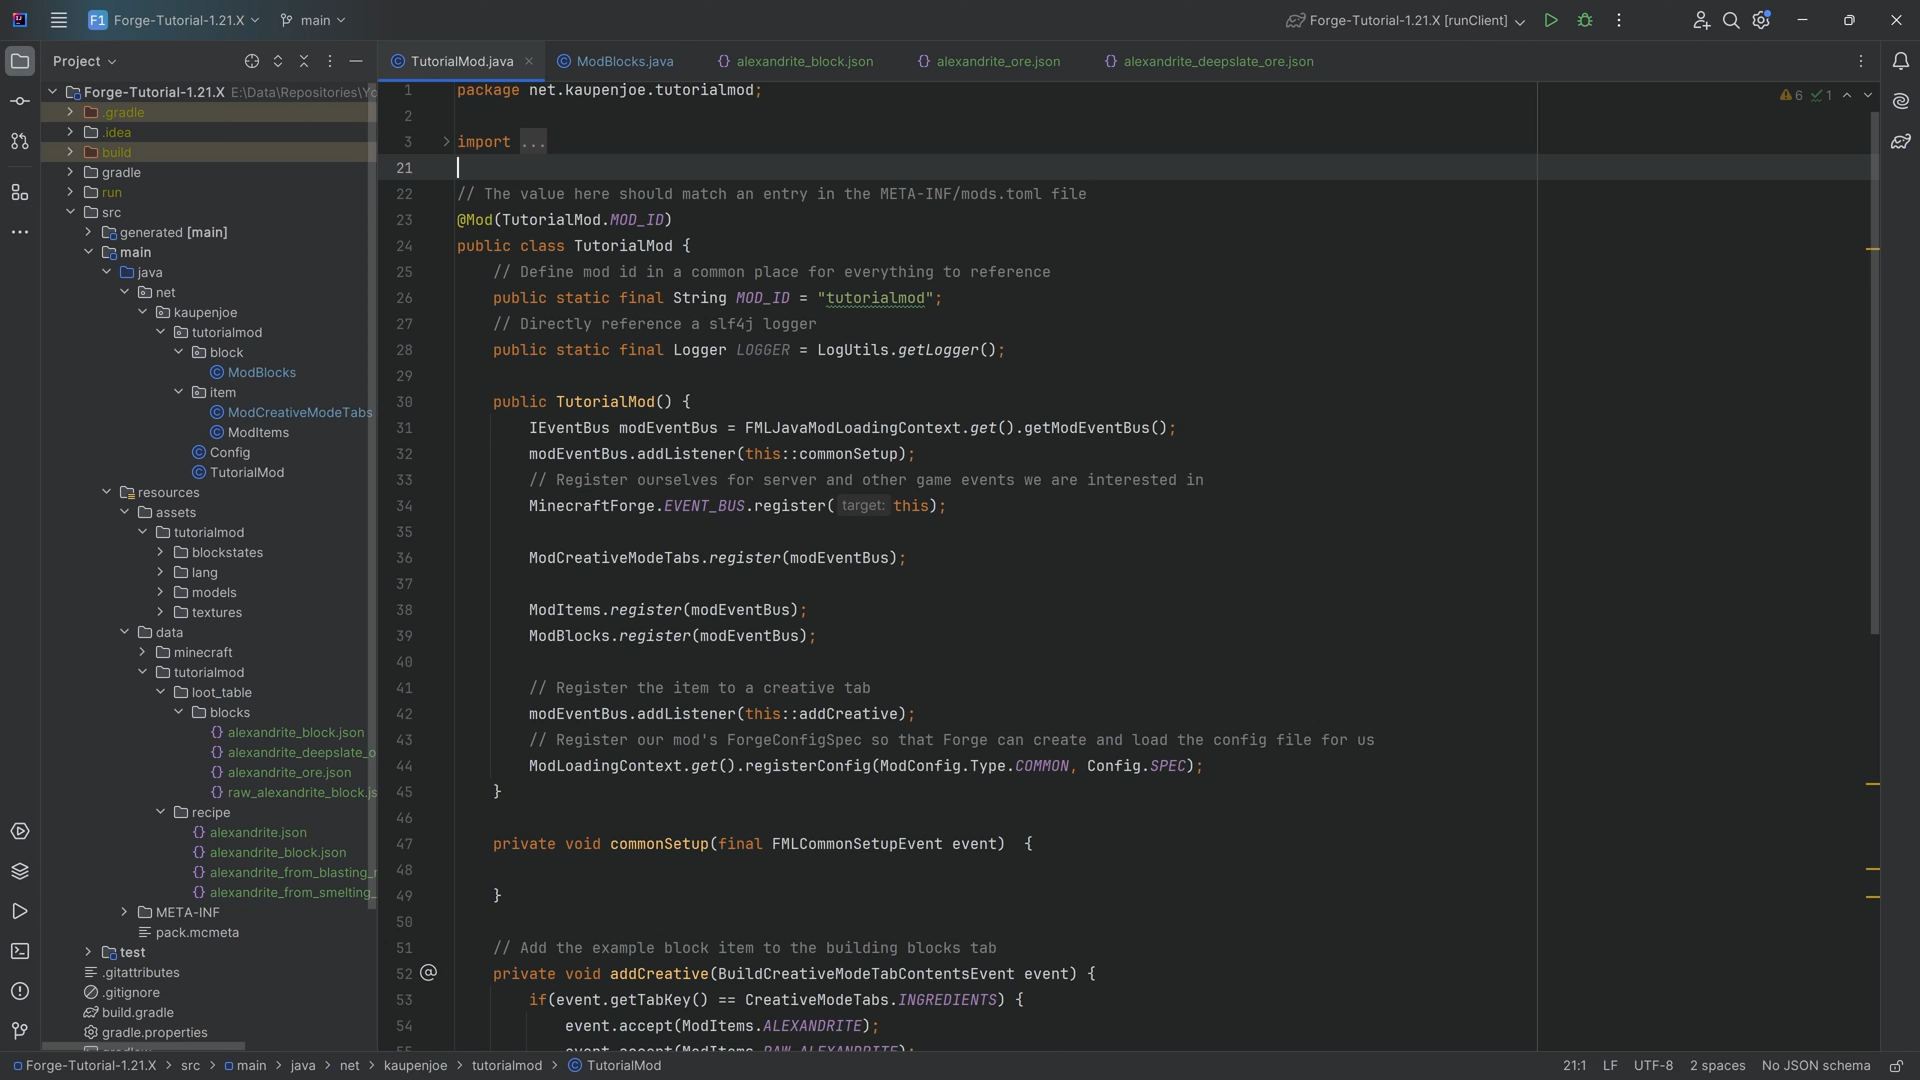 F1 Forge-Tutorial-1.21.X main Forge-Tutorial-1.21.X [runClient]
Project
TutorialMod.java ModBlocks.java alexandrite_block.json alexandrite_ore.json alexandrite_deepslate_ore.json
Forge-Tutorial-1.21.X E:\Data\Repositories\Yo
.gradle
.idea
build
gradle
run
src
generated [main]
main
java
net
kaupenjoe
tutorialmod
block
ModBlocks
item
ModCreativeModeTabs
ModItems
Config
TutorialMod
resources
assets
tutorialmod
blockstates
lang
models
textures
data
minecraft
tutorialmod
loot_table
blocks
alexandrite_block.json
alexandrite_deepslate_o
alexandrite_ore.json
raw_alexandrite_block.js
recipe
alexandrite.json
alexandrite_block.json
alexandrite_from_blasting_
alexandrite_from_smelting_
META-INF
pack.mcmeta
test
.gitattributes
.gitignore
build.gradle
gradle.properties
6 1
1 package net.kaupenjoe.tutorialmod;
2
3 import ...
21
22 // The value here should match an entry in the META-INF/mods.toml file
23 @Mod(TutorialMod.MOD_ID)
24 public class TutorialMod {
25 // Define mod id in a common place for everything to reference
26 public static final String MOD_ID = "tutorialmod";
27 // Directly reference a slf4j logger
28 public static final Logger LOGGER = LogUtils.getLogger();
29
30 public TutorialMod() {
31 IEventBus modEventBus = FMLJavaModLoadingContext.get().getModEventBus();
32 modEventBus.addListener(this::commonSetup);
33 // Register ourselves for server and other game events we are interested in
34 MinecraftForge.EVENT_BUS.register( target: this);
35
36 ModCreativeModeTabs.register(modEventBus);
37
38 ModItems.register(modEventBus);
39 ModBlocks.register(modEventBus);
40
41 // Register the item to a creative tab
42 modEventBus.addListener(this::addCreative);
43 // Register our mod's ForgeConfigSpec so that Forge can create and load the config file for us
44 ModLoadingContext.get().registerConfig(ModConfig.Type.COMMON, Config.SPEC);
45 }
46
47 private void commonSetup(final FMLCommonSetupEvent event) {
48
49 }
50
51 // Add the example block item to the building blocks tab
52 private void addCreative(BuildCreativeModeTabContentsEvent event) {
53 if(event.getTabKey() == CreativeModeTabs.INGREDIENTS) {
54 event.accept(ModItems.ALEXANDRITE);
55 event.accept(ModItems.RAW_ALEXANDRITE);
Forge-Tutorial-1.21.X > src > main > java > net > kaupenjoe > tutorialmod > TutorialMod 21:1 LF UTF-8 2 spaces No JSON schema